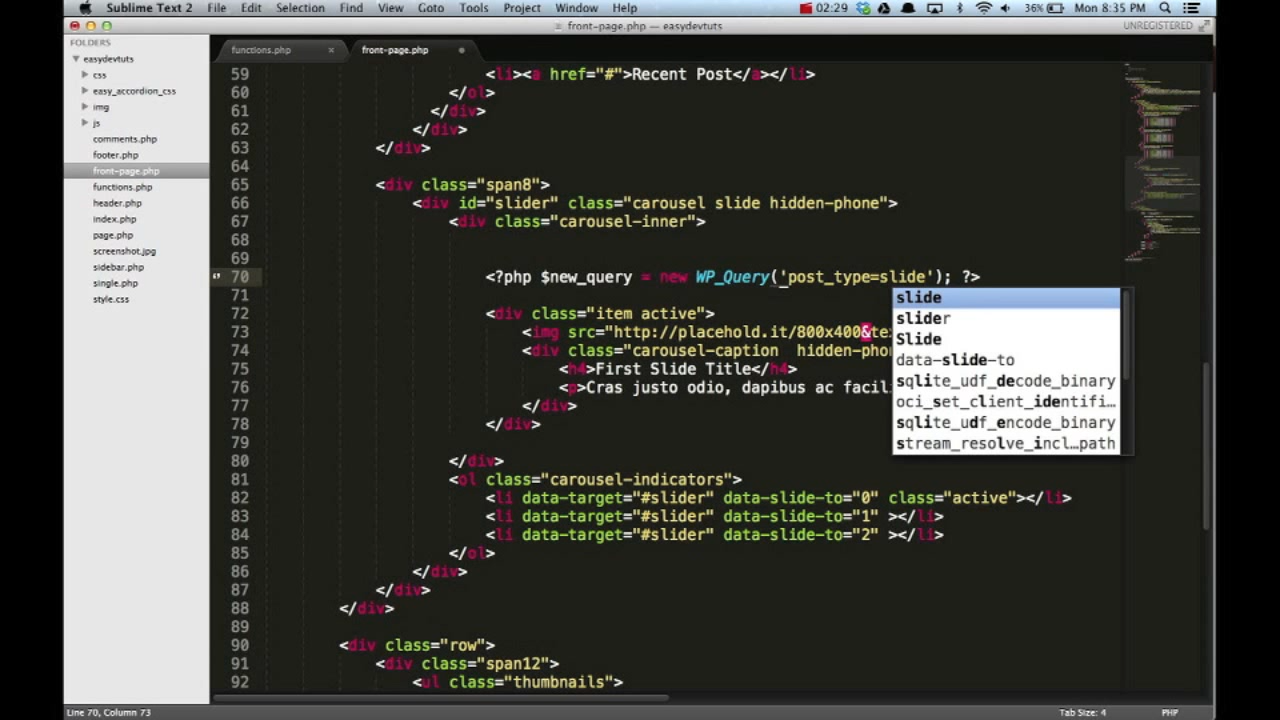 Sublime Text 2 File Edit Selection Find View Goto Tools Project Window Help 02:29 36% Mon 8:35 PM
front-page.php — easydevtuts UNREGISTERED
FOLDERS
easydevtuts
css
easy_accordion_css
img
js
comments.php
footer.php
front-page.php
functions.php
header.php
index.php
page.php
screenshot.jpg
sidebar.php
single.php
style.css
functions.php × front-page.php
59 <li><a href="#">Recent Post</a></li>
60 </ol>
61 </div>
62 </div>
63 </div>
64
65 <div class="span8">
66 <div id="slider" class="carousel slide hidden-phone">
67 <div class="carousel-inner">
68
69
70 <?php $new_query = new WP_Query('post_type=slide'); ?>
71
72 <div class="item active">
73 <img src="http://placehold.it/800x400&te
74 <div class="carousel-caption  hidden-phon
75 <h4>First Slide Title</h4>
76 <p>Cras justo odio, dapibus ac facili
77 </div>
78 </div>
79
80 </div>
81 <ol class="carousel-indicators">
82 <li data-target="#slider" data-slide-to="0" class="active"></li>
83 <li data-target="#slider" data-slide-to="1" ></li>
84 <li data-target="#slider" data-slide-to="2" ></li>
85 </ol>
86 </div>
87 </div>
88 </div>
89
90 <div class="row">
91 <div class="span12">
92 <ul class="thumbnails">
slide
slider
Slide
data-slide-to
sqlite_udf_decode_binary
oci_set_client_identifi…
sqlite_udf_encode_binary
stream_resolve_incl…path
Line 70, Column 73 Tab Size: 4 PHP